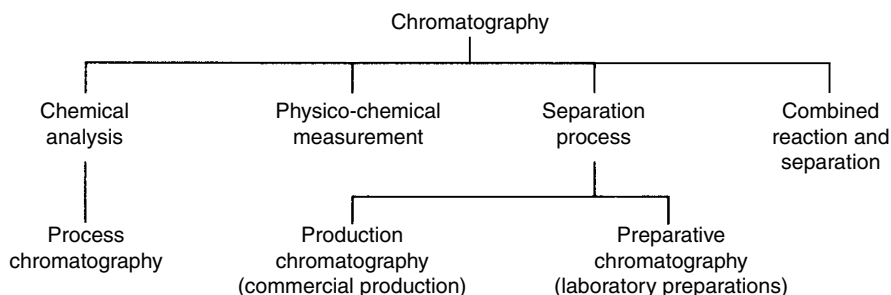 Chromatography
Chemical
analysis
Physico-chemical
measurement
Separation
process
Combined
reaction and
separation
Process
chromatography
Production
chromatography
(commercial production)
Preparative
chromatography
(laboratory preparations)